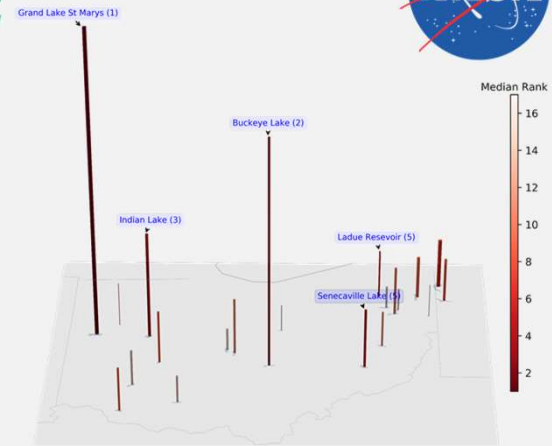 Grand Lake St Marys (1)
Buckeye Lake (2)
Indian Lake (3)
Ladue Resevoir (5)
Senecaville Lake (5)
Median Rank
16
14
12
10
8
6
4
2